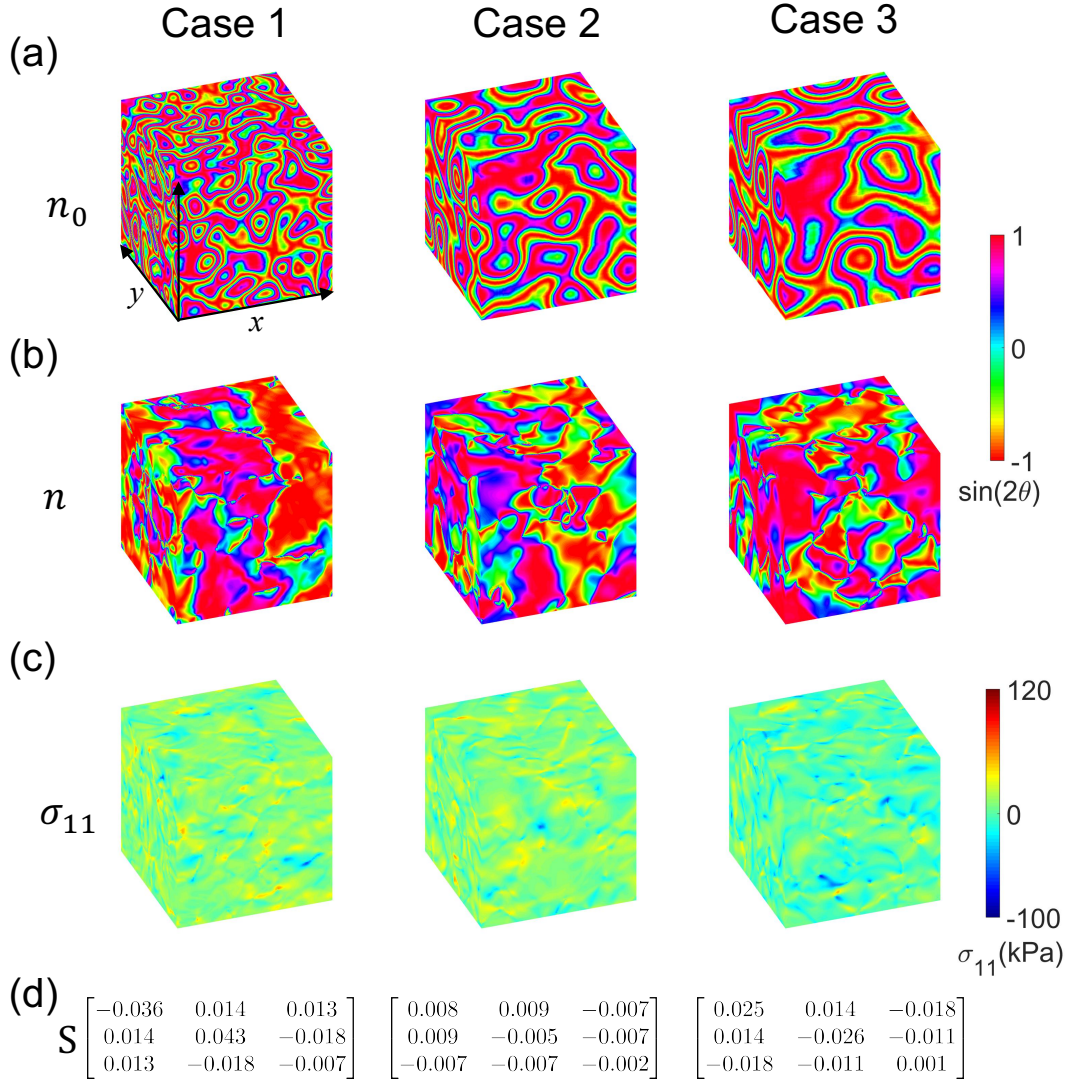 Case 1 Case 2 Case 3
(a)
n₀
y
x
1
0
-1
sin(2θ)
(b)
n
(c)
σ₁₁
120
0
-100
σ₁₁(kPa)
(d)
S
−0.036 0.014 0.013
0.014 0.043 −0.018
0.013 −0.018 −0.007
0.008 0.009 −0.007
0.009 −0.005 −0.007
−0.007 −0.007 −0.002
0.025 0.014 −0.018
0.014 −0.026 −0.011
−0.018 −0.011 0.001